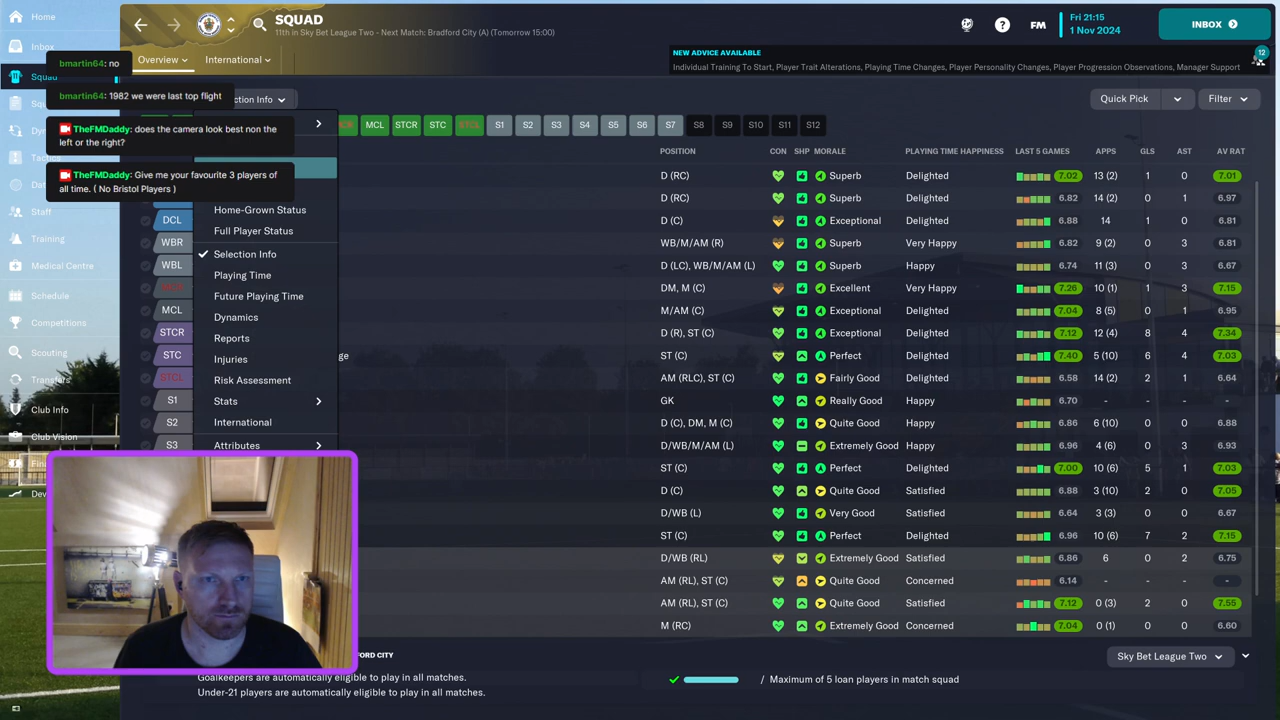 Home
SQUAD
11th in Sky Bet League Two - Next Match: Bradford City (A) (Tomorrow 15:00)
FM
Fri 21:15
1 Nov 2024
INBOX
Inbox
Overview
International
NEW ADVICE AVAILABLE
Individual Training To Start, Player Trait Alterations, Playing Time Changes, Player Personality Changes, Player Progression Observations, Manager Support
12
bmartin64: no
Squad
bmartin64: 1982 we were last top flight
ction Info
Quick Pick
Filter
TheFMDaddy: does the camera look best non the
left or the right?
MCL STCR STC S1 S2 S3 S4 S5 S6 S7 S8 S9 S10 S11 S12
POSITION CON SHP MORALE PLAYING TIME HAPPINESS LAST 5 GAMES APPS GLS AST AV RAT
TheFMDaddy: Give me your favourite 3 players of
all time. ( No Bristol Players )
D (RC) Superb Delighted 7.02 13 (2) 1 0 7.01
D (RC) Superb Delighted 6.82 14 (2) 0 1 6.97
DCL D (C) Exceptional Delighted 6.88 14 1 0 6.81
WBR WB/M/AM (R) Superb Very Happy 6.82 9 (2) 0 3 6.81
WBL D (LC), WB/M/AM (L) Superb Happy 6.74 11 (3) 0 3 6.67
DM, M (C) Excellent Very Happy 7.26 10 (1) 1 3 7.15
MCL M/AM (C) Exceptional Delighted 7.04 8 (5) 0 1 6.95
STCR D (R), ST (C) Exceptional Delighted 7.12 12 (4) 8 4 7.34
STC ge ST (C) Perfect Delighted 7.40 5 (10) 6 4 7.03
STCL AM (RLC), ST (C) Fairly Good Delighted 6.58 14 (2) 2 1 6.64
S1 GK Really Good Happy 6.70 - - - -
S2 D (C), DM, M (C) Quite Good Happy 6.86 6 (10) 0 0 6.88
S3 D/WB/M/AM (L) Extremely Good Happy 6.96 4 (6) 0 3 6.93
ST (C) Perfect Delighted 7.00 10 (6) 5 1 7.03
D (C) Quite Good Satisfied 6.88 3 (10) 2 0 7.05
D/WB (L) Very Good Satisfied 6.64 3 (3) 0 0 6.67
ST (C) Perfect Delighted 6.96 10 (6) 7 2 7.15
D/WB (RL) Extremely Good Satisfied 6.86 6 0 2 6.75
AM (RL), ST (C) Quite Good Concerned 6.14 - - - -
AM (RL), ST (C) Quite Good Satisfied 7.12 0 (3) 2 0 7.55
M (RC) Extremely Good Concerned 7.04 0 (1) 0 0 6.60
Home-Grown Status
Full Player Status
Selection Info
Playing Time
Future Playing Time
Dynamics
Reports
Injuries
Risk Assessment
Stats
International
Attributes
Staff
Training
Medical Centre
Schedule
Competitions
Scouting
Transfers
Club Info
Club Vision
Fin
Dev
FORD CITY
Sky Bet League Two
Goalkeepers are automatically eligible to play in all matches.
Under-21 players are automatically eligible to play in all matches.
/ Maximum of 5 loan players in match squad